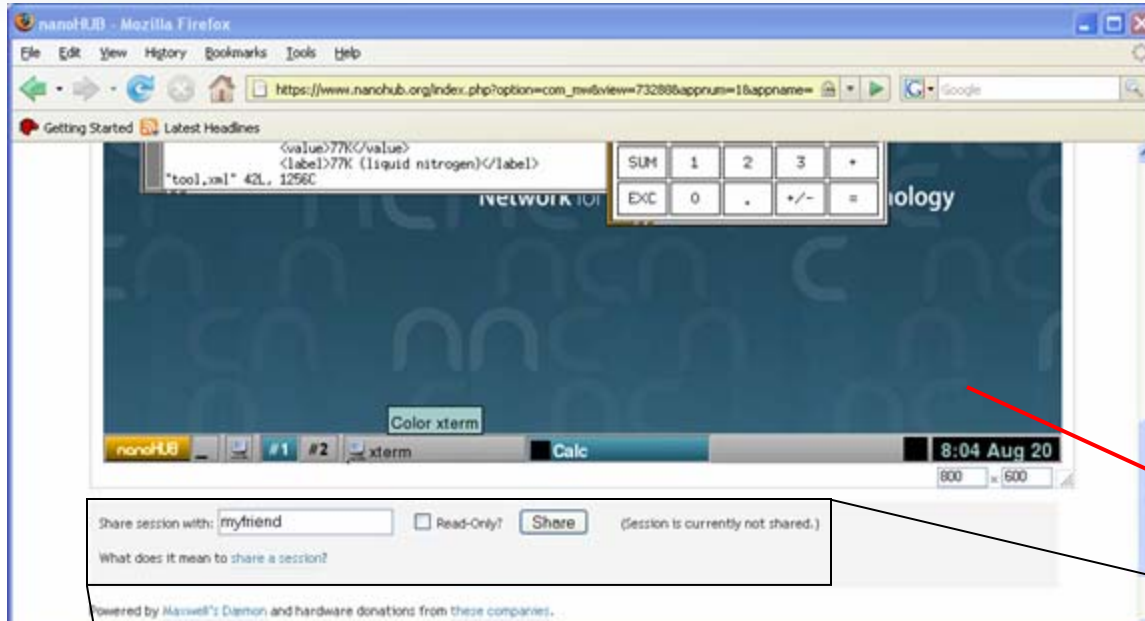 nanoHUB - Mozilla Firefox
File Edit View History Bookmarks Tools Help
https://www.nanohub.org/index.php?option=com_mw&view=73288&appnum=1&appname= Google
Getting Started Latest Headlines
<value>77K</value>
<label>77K (liquid nitrogen)</label>
"tool.xml" 42L, 1256C
SUM 1 2 3 +
EXC 0 . +/- =
Network for ology
Color xterm
nanoHUB #1 #2 xterm Calc 8:04 Aug 20
800 x 600
Share session with: myfriend Read-Only? Share (Session is currently not shared.)
What does it mean to share a session?
Powered by Maxwell's Dæmon and hardware donations from these companies.